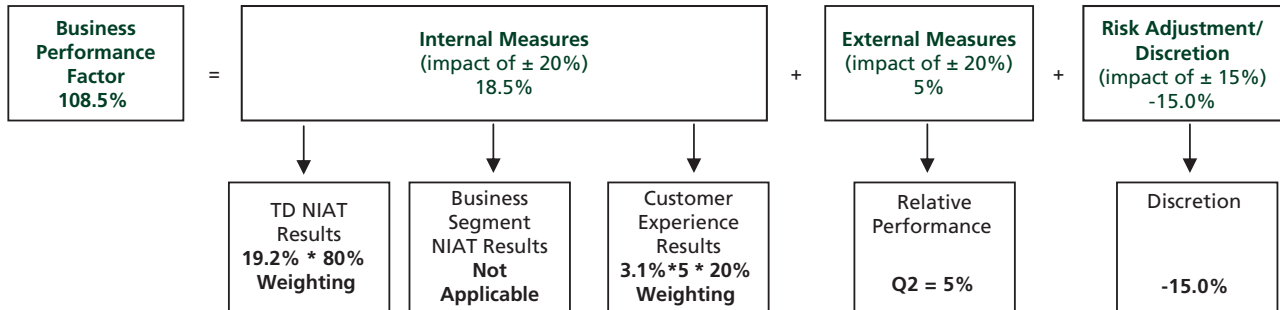 Business
Performance
Factor
108.5%
=
Internal Measures
(impact of ± 20%)
18.5%
+
External Measures
(impact of ± 20%)
5%
+
Risk Adjustment/
Discretion
(impact of ± 15%)
-15.0%
TD NIAT
Results
19.2% * 80%
Weighting
Business
Segment
NIAT Results
Not
Applicable
Customer
Experience
Results
3.1%*5 * 20%
Weighting
Relative
Performance
Q2 = 5%
Discretion
-15.0%